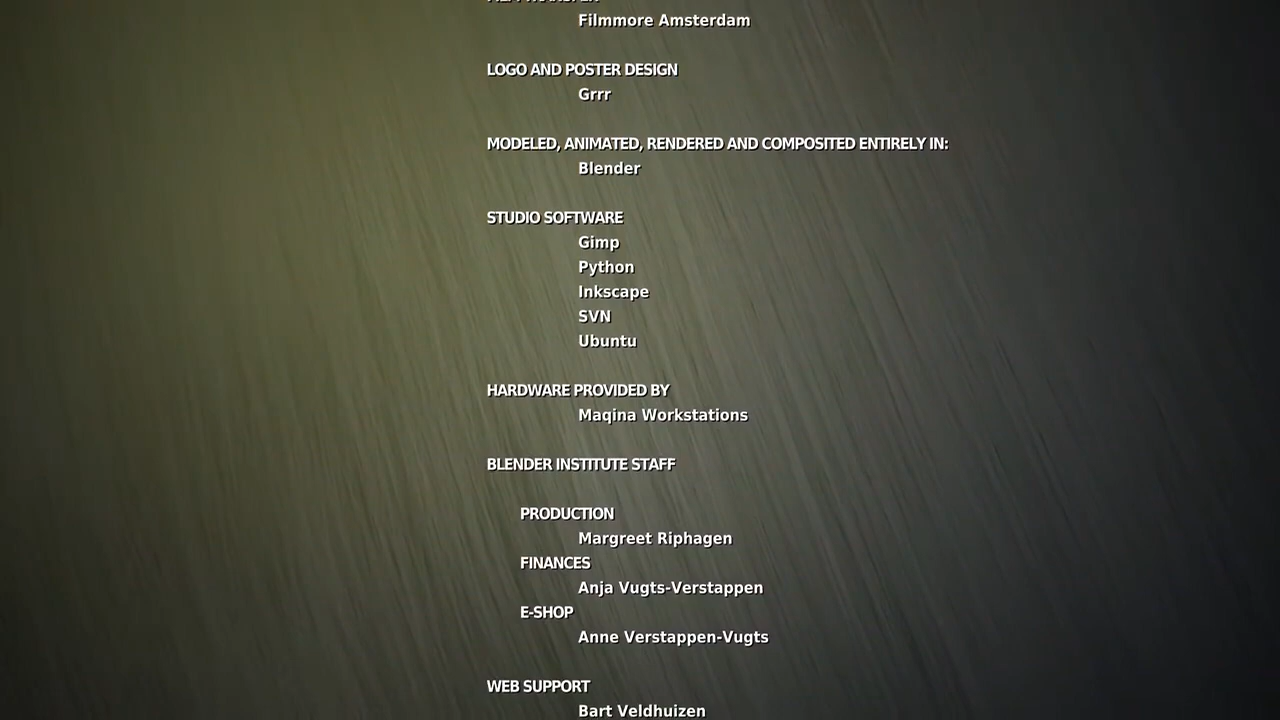 Filmmore Amsterdam
LOGO AND POSTER DESIGN
Grrr
MODELED, ANIMATED, RENDERED AND COMPOSITED ENTIRELY IN:
Blender
STUDIO SOFTWARE
Gimp
Python
Inkscape
SVN
Ubuntu
HARDWARE PROVIDED BY
Maqina Workstations
BLENDER INSTITUTE STAFF
PRODUCTION
Margreet Riphagen
FINANCES
Anja Vugts-Verstappen
E-SHOP
Anne Verstappen-Vugts
WEB SUPPORT
Bart Veldhuizen